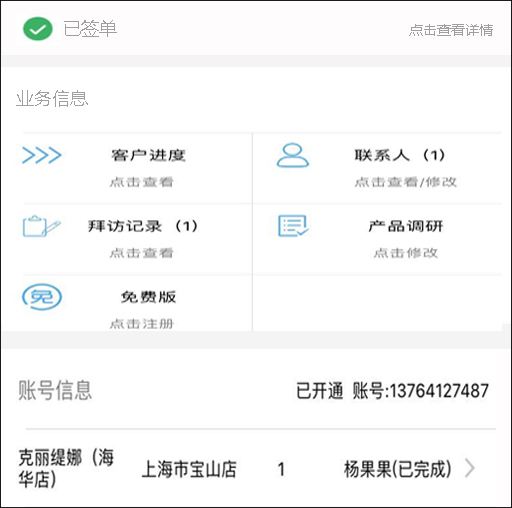 已签单 点击查看详情
业务信息
客户进度 联系人（1）
点击查看 点击查看/修改
拜访记录（1） 产品调研
点击查看 点击修改
免 免费版
点击注册
账号信息 已开通 账号:13764127487
克丽缇娜（海
华店） 上海市宝山店 1 杨果果(已完成)